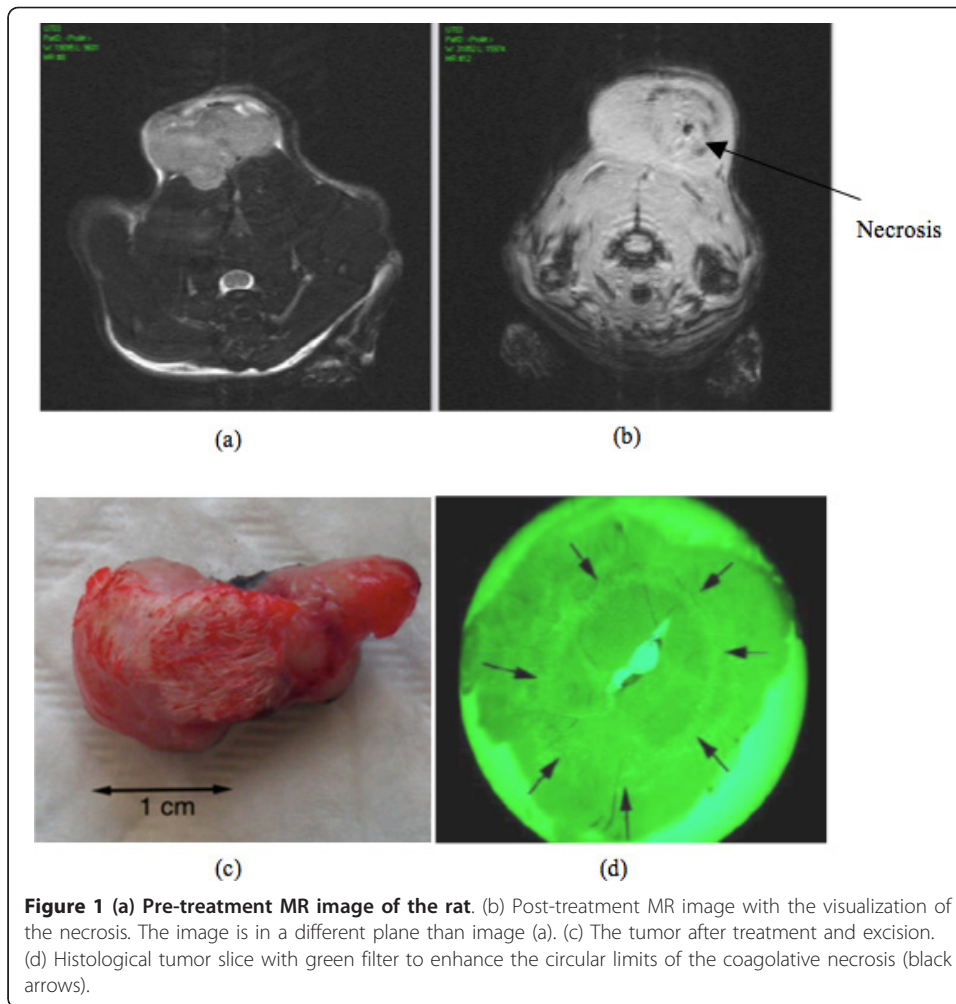 Necrosis
(a)
(b)
1 cm
(c)
(d)
Figure 1 (a) Pre-treatment MR image of the rat. (b) Post-treatment MR image with the visualization of
the necrosis. The image is in a different plane than image (a). (c) The tumor after treatment and excision.
(d) Histological tumor slice with green filter to enhance the circular limits of the coagolative necrosis (black
arrows).